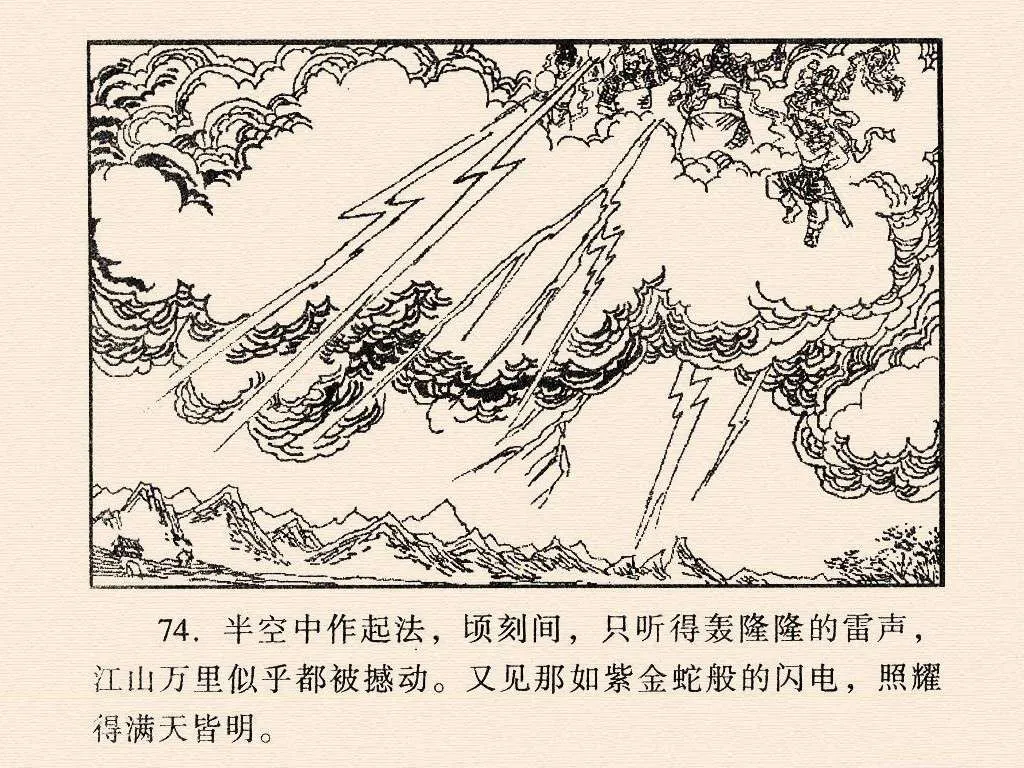 74. 半空中作起法，顷刻间，只听得轰隆隆的雷声，
江山万里似乎都被撼动。又见那如紫金蛇般的闪电，照耀
得满天皆明。